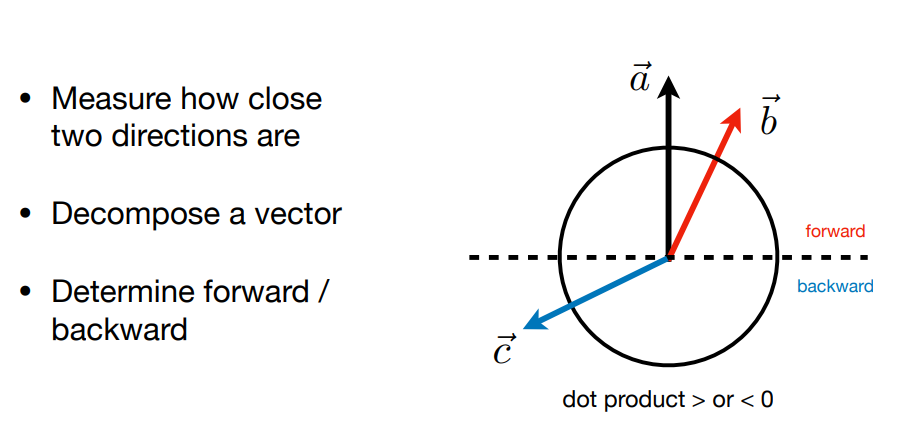 • Measure how close
two directions are
• Decompose a vector
• Determine forward /
backward
$\vec{a}$
$\vec{b}$
forward
backward
$\vec{c}$
dot product > or < 0